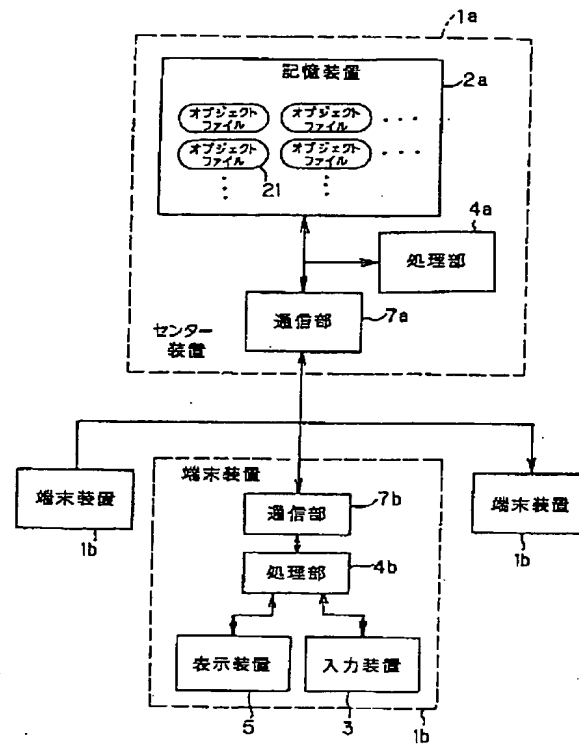 1a
記憶装置
2a
オブジェクト
ファイル
オブジェクト
ファイル
・・・
オブジェクト
ファイル
オブジェクト
ファイル
・・・
21
4a
処理部
通信部
7a
センター
装置
端末装置
1b
端末装置
通信部
7b
処理部
4b
表示装置
5
入力装置
3
1b
端末装置
1b